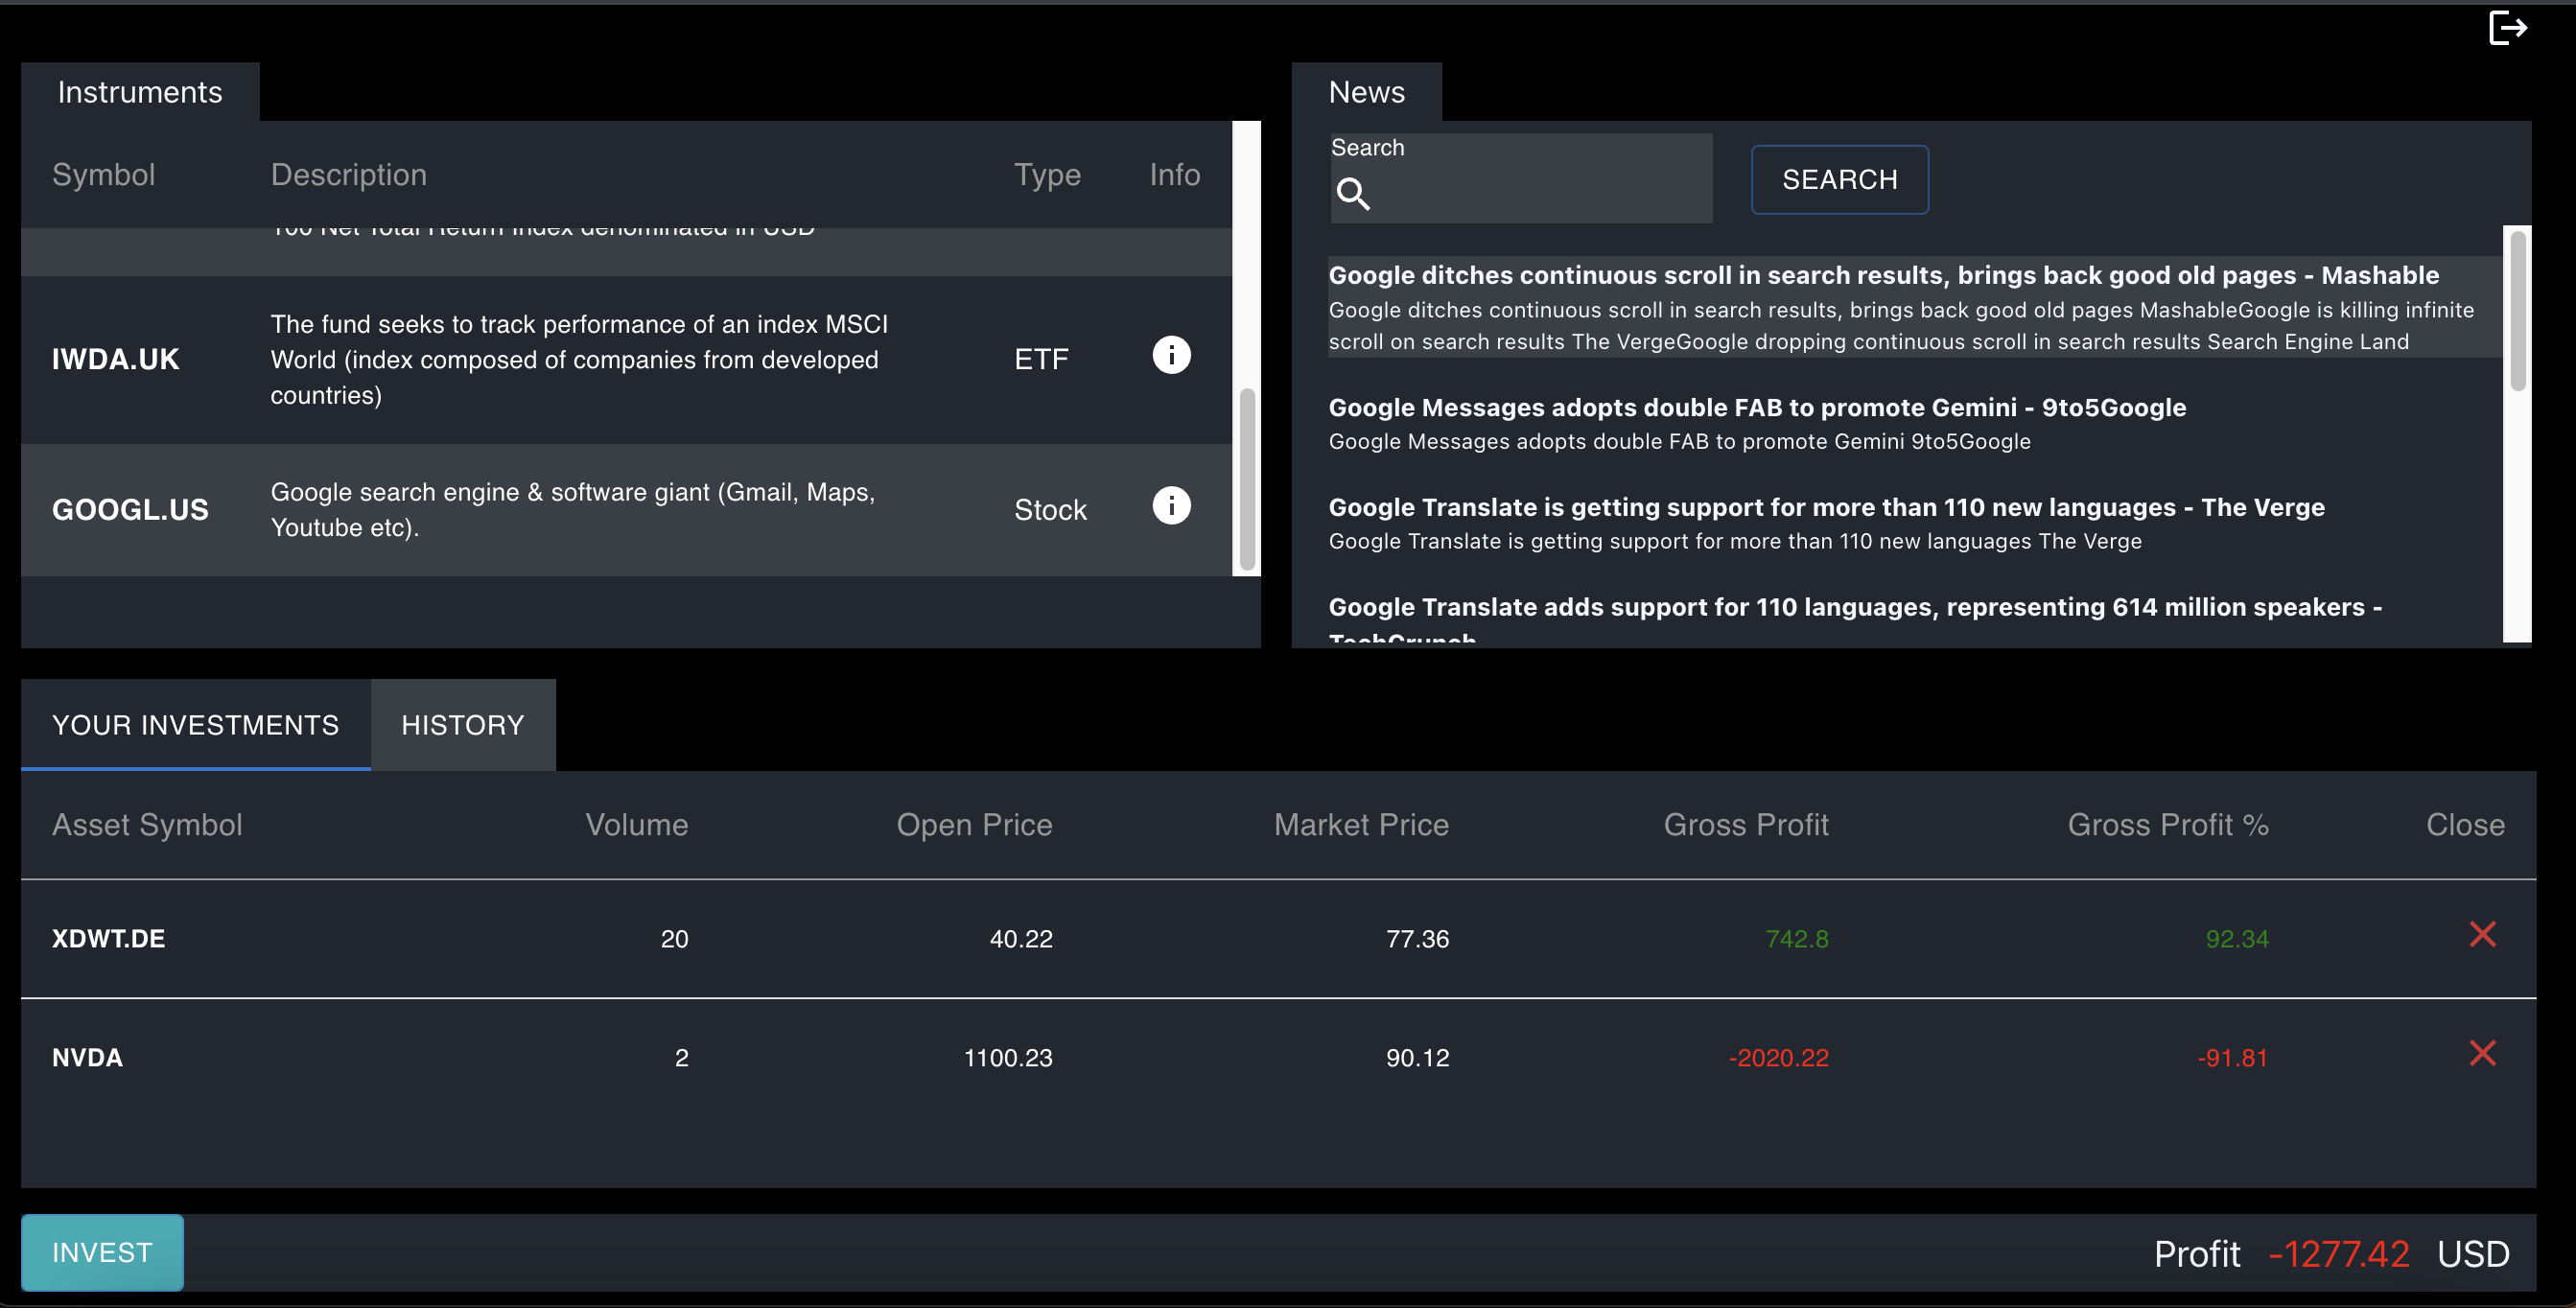 Instruments
Symbol Description Type Info
100 Net Total Return Index denominated in USD
IWDA.UK
The fund seeks to track performance of an index MSCI
World (index composed of companies from developed
countries)
ETF
GOOGL.US
Google search engine & software giant (Gmail, Maps,
Youtube etc).
Stock
News
Search
SEARCH
Google ditches continuous scroll in search results, brings back good old pages - Mashable
Google ditches continuous scroll in search results, brings back good old pages MashableGoogle is killing infinite
scroll on search results The VergeGoogle dropping continuous scroll in search results Search Engine Land
Google Messages adopts double FAB to promote Gemini - 9to5Google
Google Messages adopts double FAB to promote Gemini 9to5Google
Google Translate is getting support for more than 110 new languages - The Verge
Google Translate is getting support for more than 110 new languages The Verge
Google Translate adds support for 110 languages, representing 614 million speakers -
TechCrunch
YOUR INVESTMENTS HISTORY
Asset Symbol Volume Open Price Market Price Gross Profit Gross Profit % Close
XDWT.DE 20 40.22 77.36 742.8 92.34
NVDA 2 1100.23 90.12 -2020.22 -91.81
INVEST
Profit -1277.42 USD